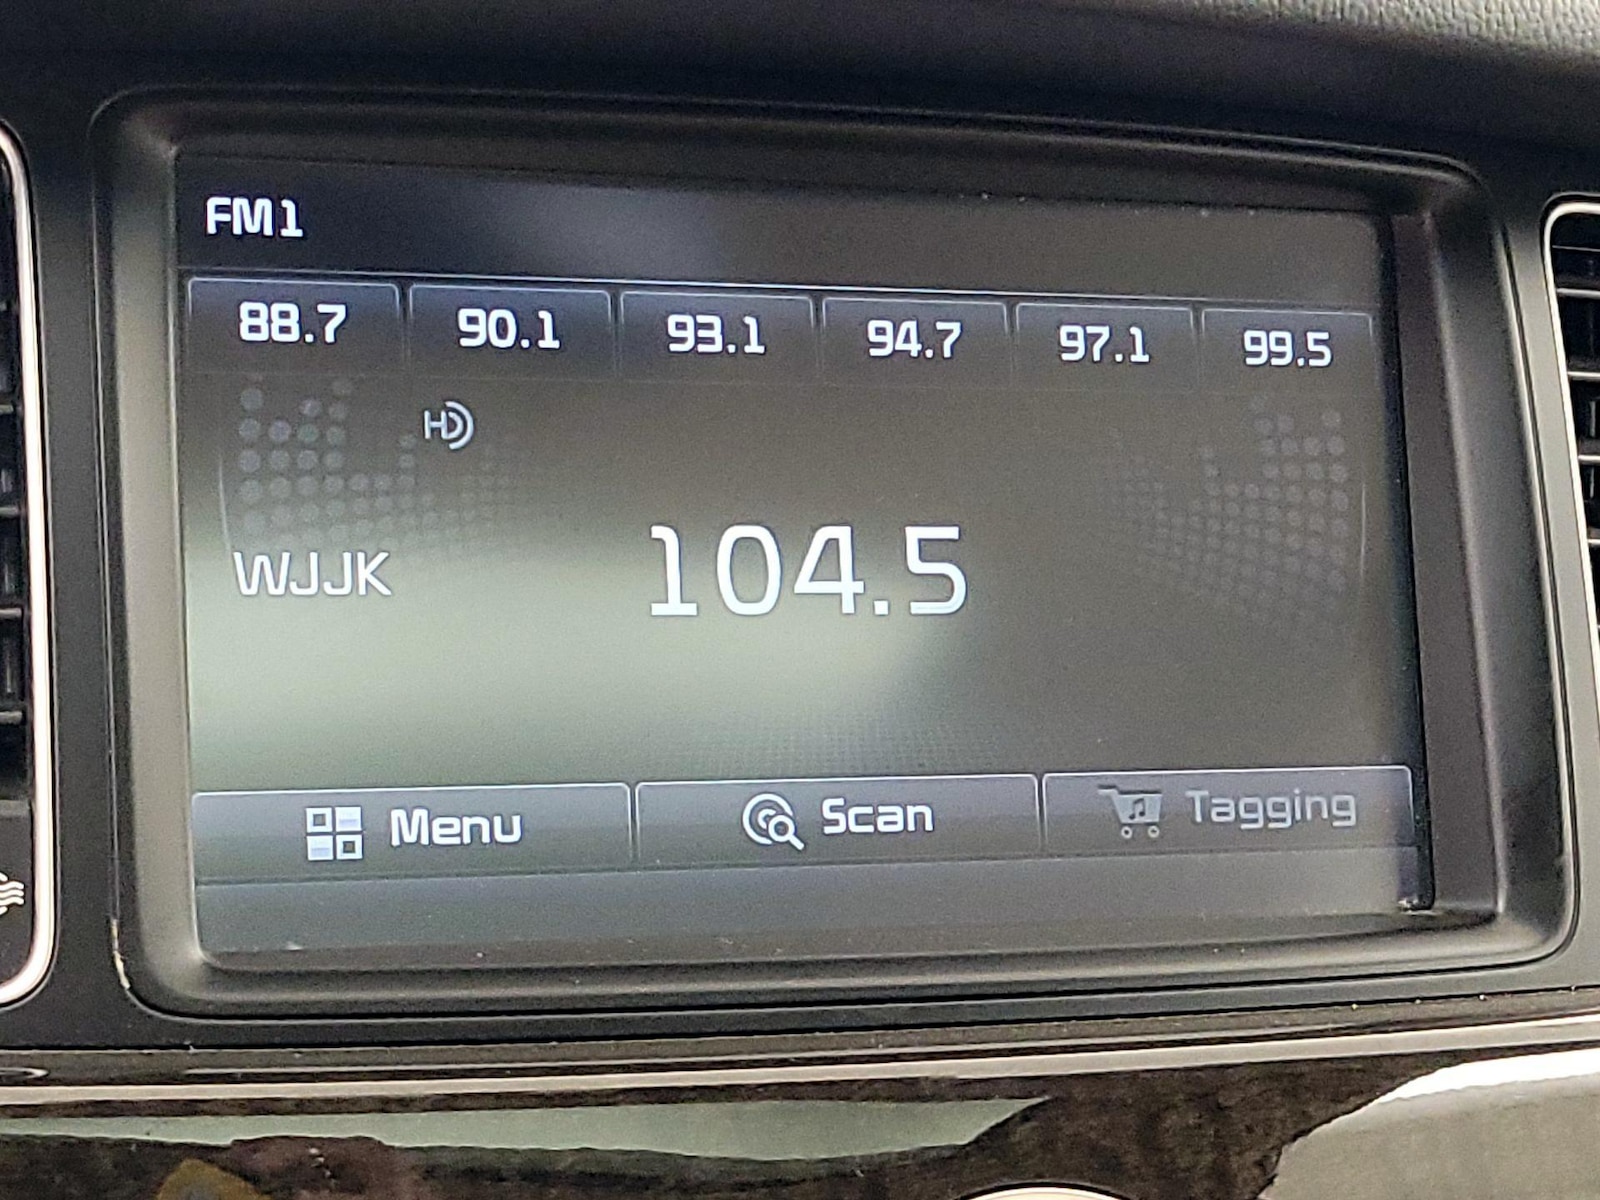 FM1
88.7 90.1 93.1 94.7 97.1 99.5
HD
WJJK 104.5
Menu Scan Tagging